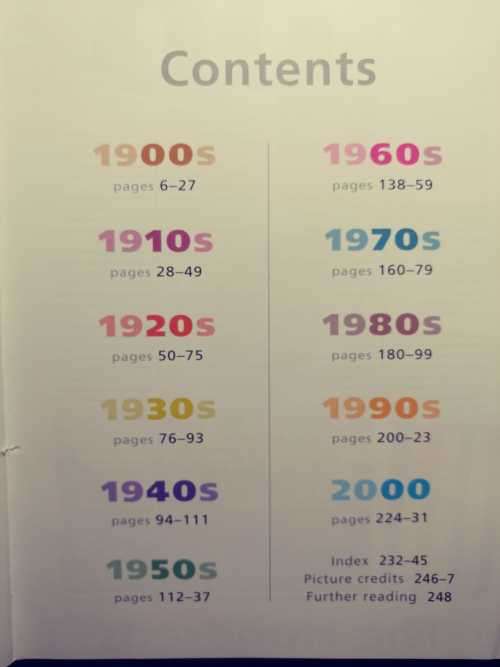 Contents
1900s
pages 6–27
1910s
pages 28–49
1920s
pages 50–75
1930s
pages 76–93
1940s
pages 94–111
1950s
pages 112–37
1960s
pages 138–59
1970s
pages 160–79
1980s
pages 180–99
1990s
pages 200–23
2000
pages 224–31
Index 232–45
Picture credits 246–7
Further reading 248